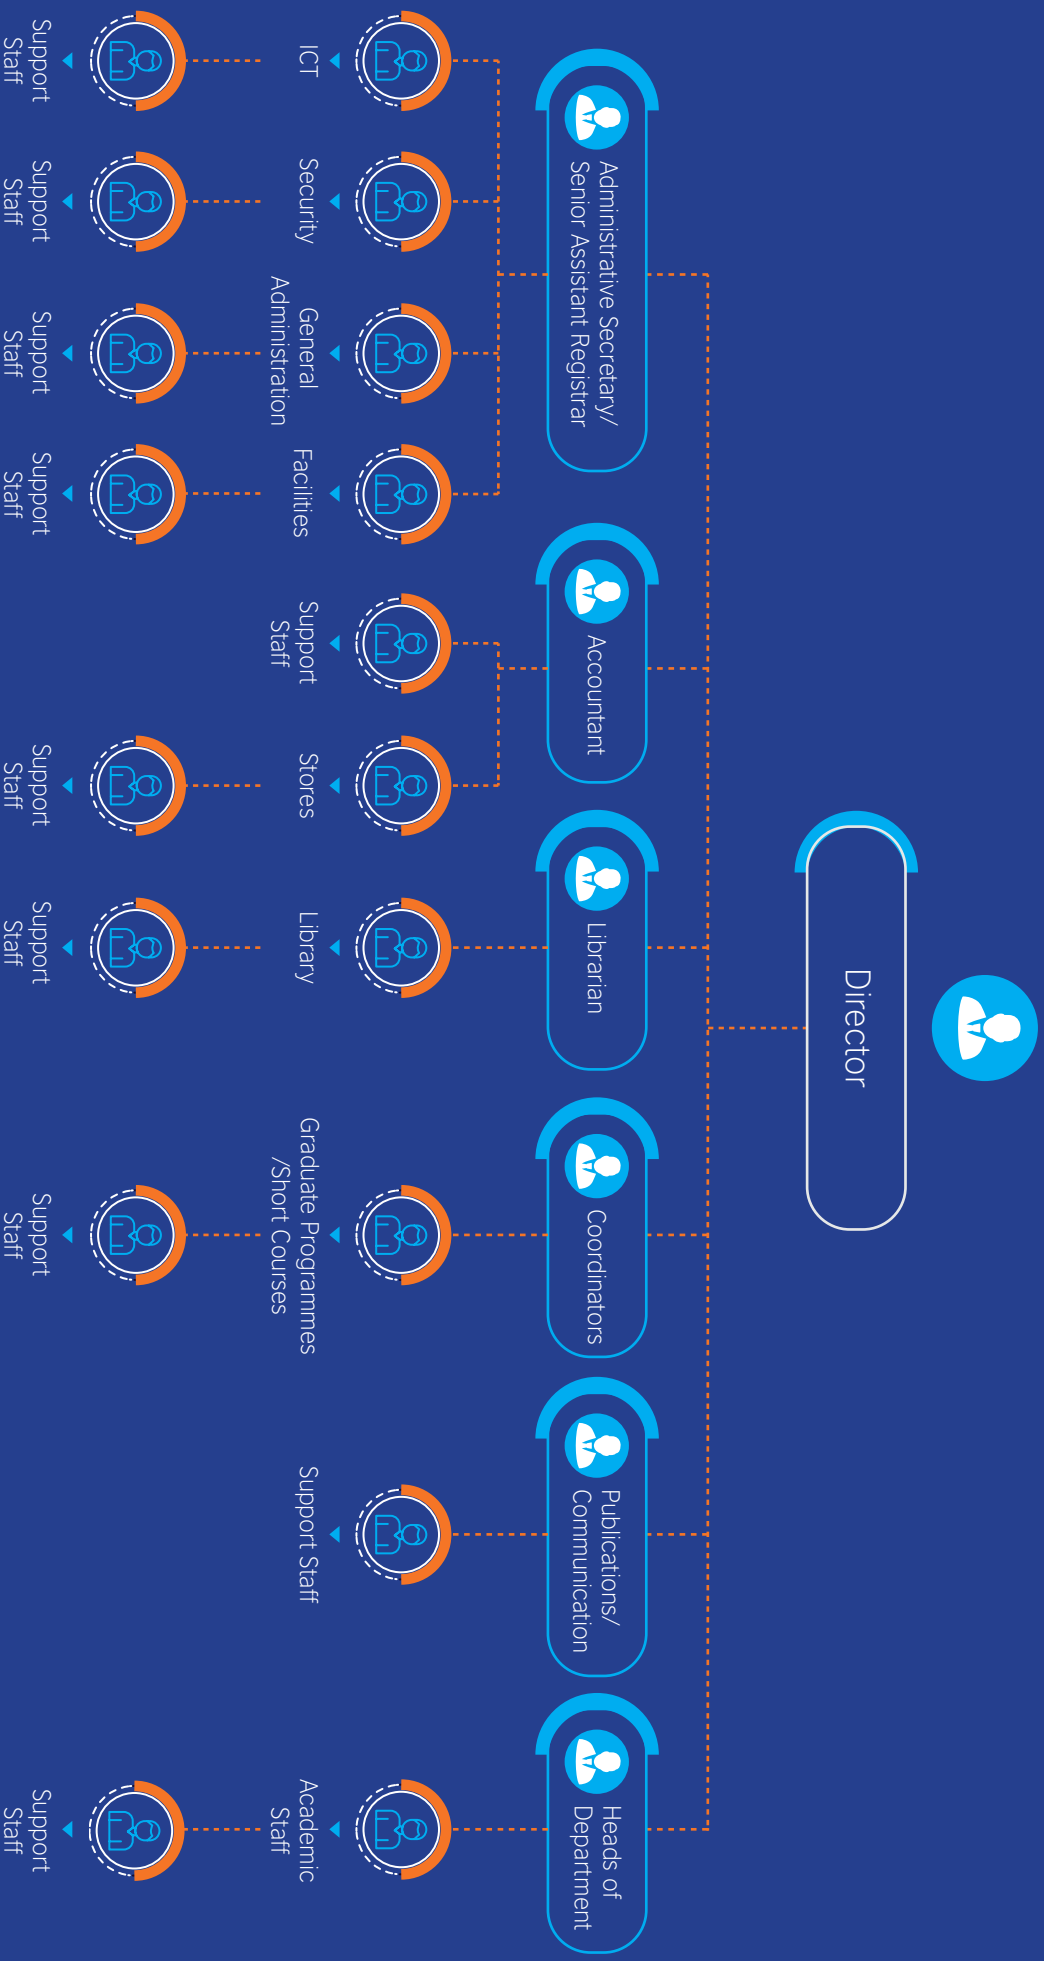 Director
Administrative Secretary/
Senior Assistant Registrar
Accountant
Librarian
Coordinators
Publications/
Communication
Heads of
Department
ICT
Security
General
Administration
Facilities
Support
Staff
Stores
Library
Graduate Programmes
/Short Courses
Support Staff
Academic
Staff
Support
Staff
Support
Staff
Support
Staff
Support
Staff
Support
Staff
Support
Staff
Support
Staff
Support
Staff